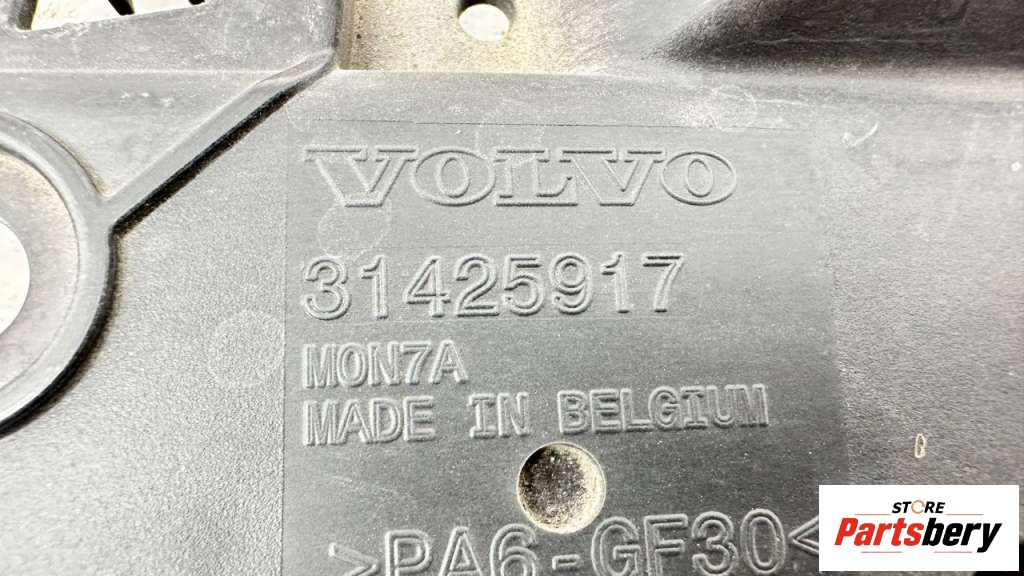 VOLVO
31425917
MON7A
MADE IN BELGIUM
>PA6-GF30<
STORE
Partsbery